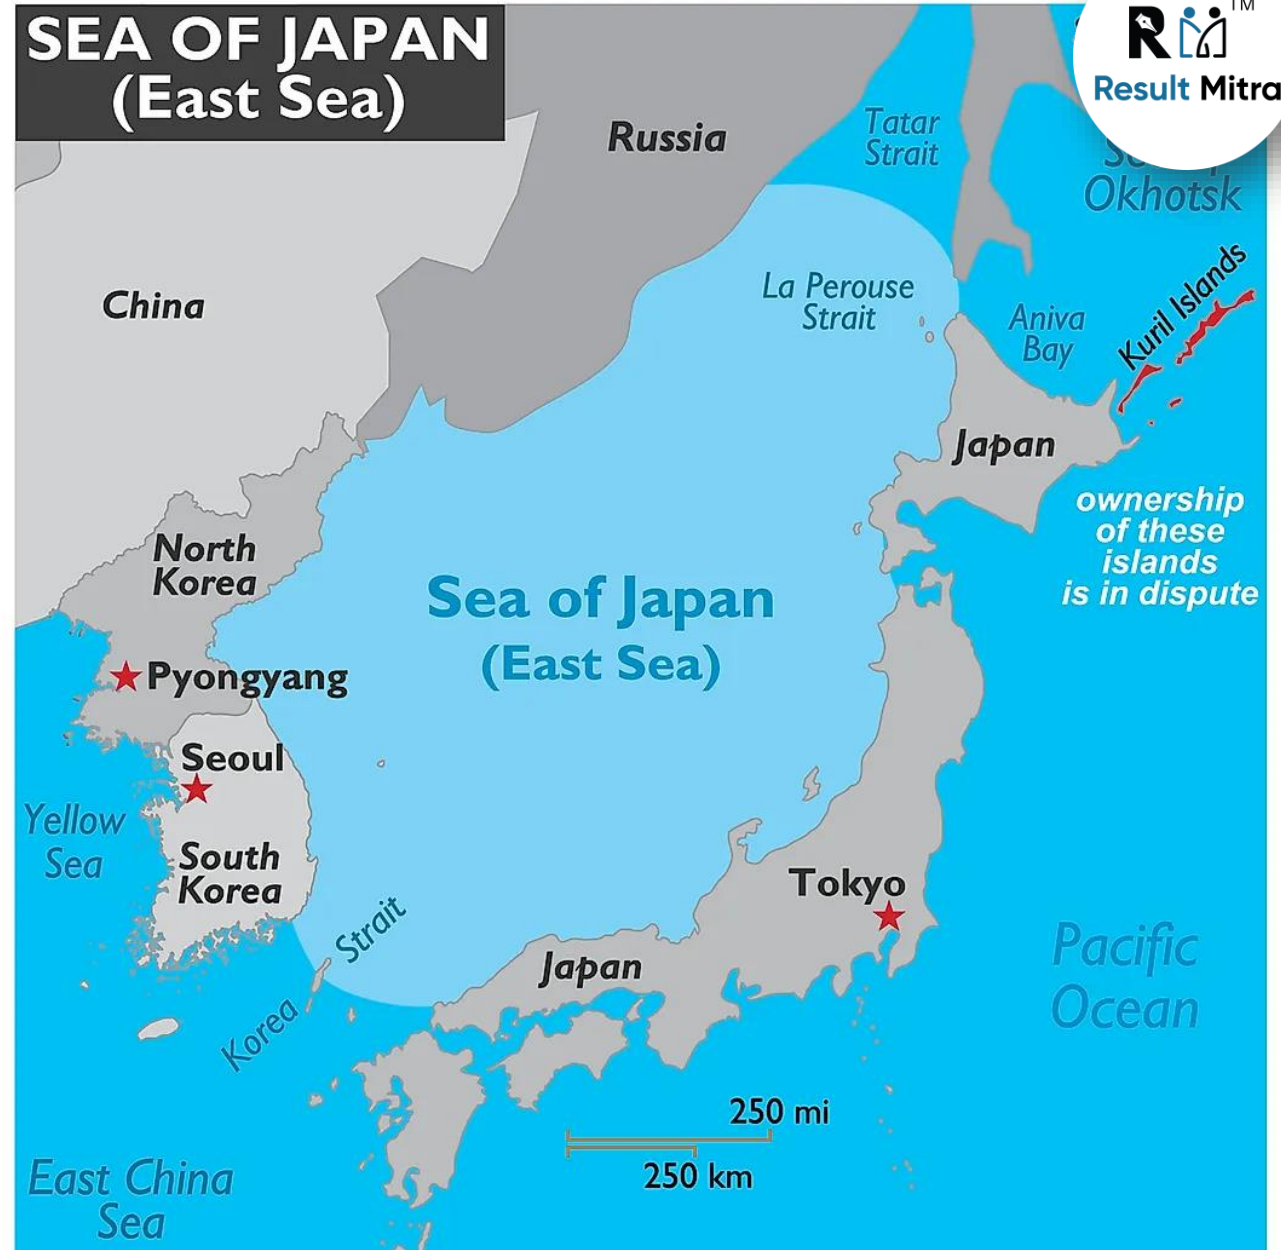 SEA OF JAPAN
(East Sea)
TM
Result Mitra
Russia
Tatar
Strait
Okhotsk
China
La Perouse
Strait
Aniva
Bay
Kuril Islands
Japan
ownership
of these
islands
is in dispute
North
Korea
Sea of Japan
(East Sea)
Pyongyang
Seoul
Yellow
Sea
South
Korea
Tokyo
Korea Strait
Japan
Pacific
Ocean
250 mi
250 km
East China
Sea